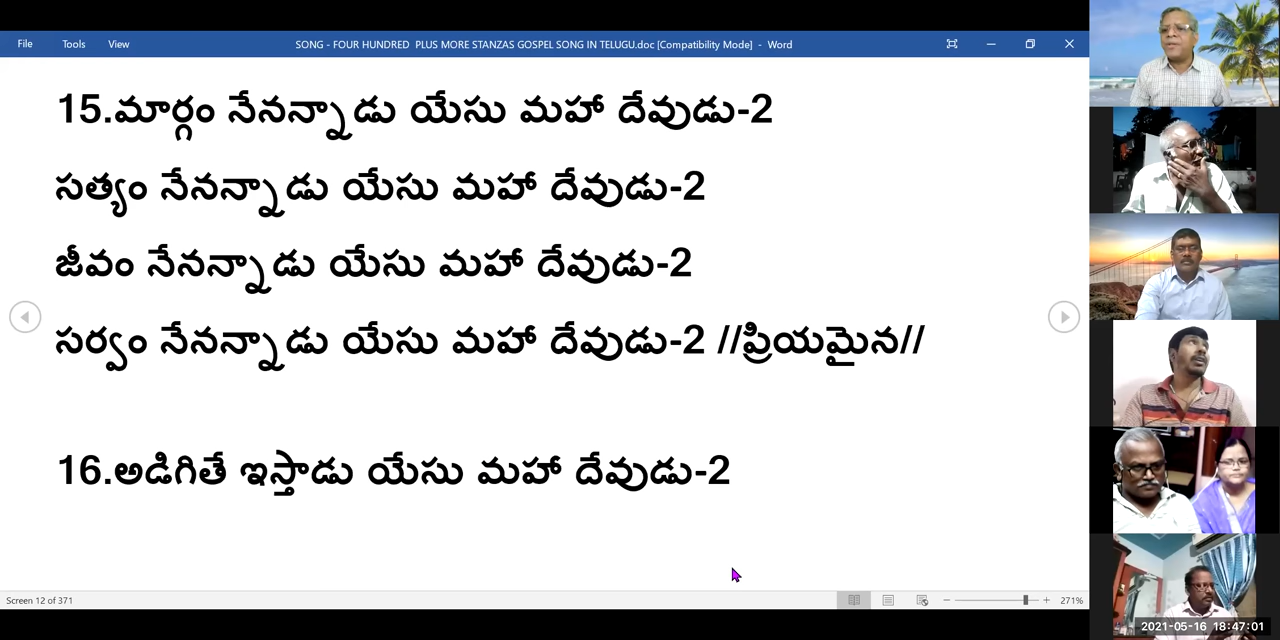 File Tools View SONG - FOUR HUNDRED PLUS MORE STANZAS GOSPEL SONG IN TELUGU.doc [Compatibility Mode] - Word
15.మార్గం నేనన్నాడు యేసు మహా దేవుడు-2
సత్యం నేనన్నాడు యేసు మహా దేవుడు-2
జీవం నేనన్నాడు యేసు మహా దేవుడు-2
సర్వం నేనన్నాడు యేసు మహా దేవుడు-2 //ప్రియమైన//
16.అడిగితే ఇస్తాడు యేసు మహా దేవుడు-2
Screen 12 of 371 271%
2021-05-16 18:47:01